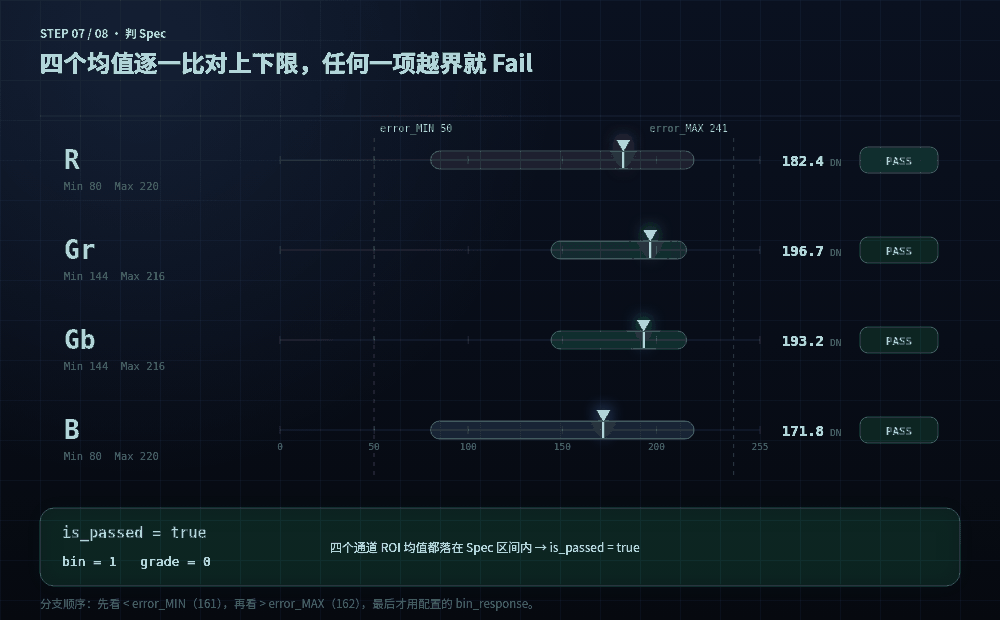 STEP 07 / 08 · 判 Spec
四个均值逐一比对上下限，任何一项越界就 Fail
error_MIN 50
error_MAX 241
R
Min 80 Max 220
182.4 DN
PASS
Gr
Min 144 Max 216
196.7 DN
PASS
Gb
Min 144 Max 216
193.2 DN
PASS
B
Min 80 Max 220
171.8 DN
PASS
0 50 100 150 200 255
is_passed = true
bin = 1 grade = 0
四个通道 ROI 均值都落在 Spec 区间内 → is_passed = true
分支顺序：先看 < error_MIN（161），再看 > error_MAX（162），最后才用配置的 bin_response。